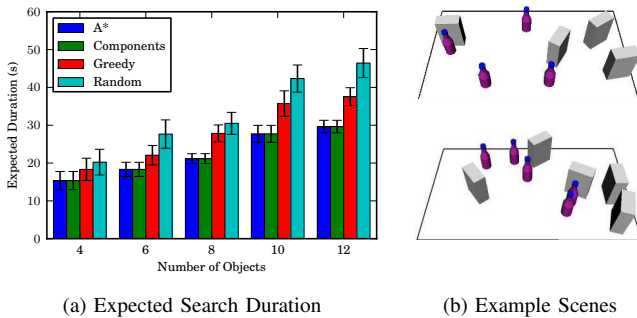 60
50
40
30
20
10
0
Expected Duration (s)
A*
Components
Greedy
Random
4 6 8 10 12
Number of Objects
(a) Expected Search Duration
(b) Example Scenes